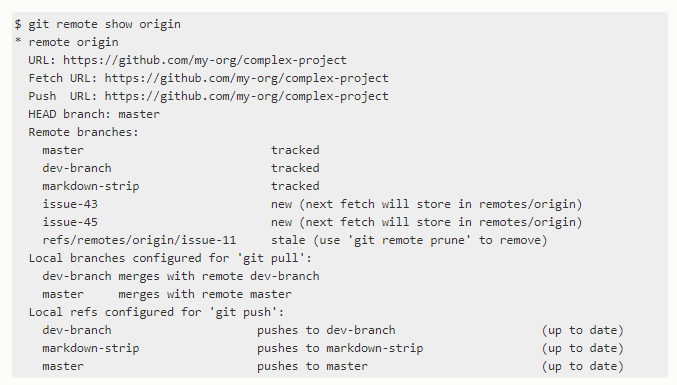 $ git remote show origin
* remote origin
  URL: https://github.com/my-org/complex-project
  Fetch URL: https://github.com/my-org/complex-project
  Push  URL: https://github.com/my-org/complex-project
  HEAD branch: master
  Remote branches:
    master                           tracked
    dev-branch                       tracked
    markdown-strip                   tracked
    issue-43                         new (next fetch will store in remotes/origin)
    issue-45                         new (next fetch will store in remotes/origin)
    refs/remotes/origin/issue-11     stale (use 'git remote prune' to remove)
  Local branches configured for 'git pull':
    dev-branch merges with remote dev-branch
    master     merges with remote master
  Local refs configured for 'git push':
    dev-branch                     pushes to dev-branch                     (up to date)
    markdown-strip                 pushes to markdown-strip                 (up to date)
    master                         pushes to master                         (up to date)